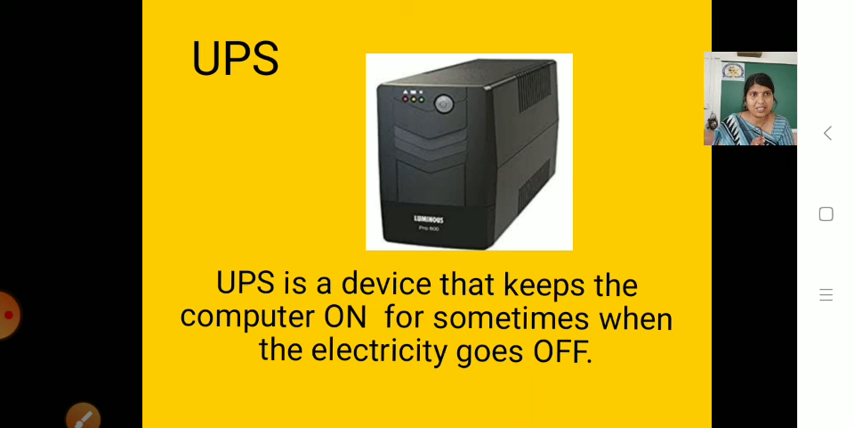 UPS
LUMINOUS
Pro-600
UPS is a device that keeps the
computer ON for sometimes when
the electricity goes OFF.